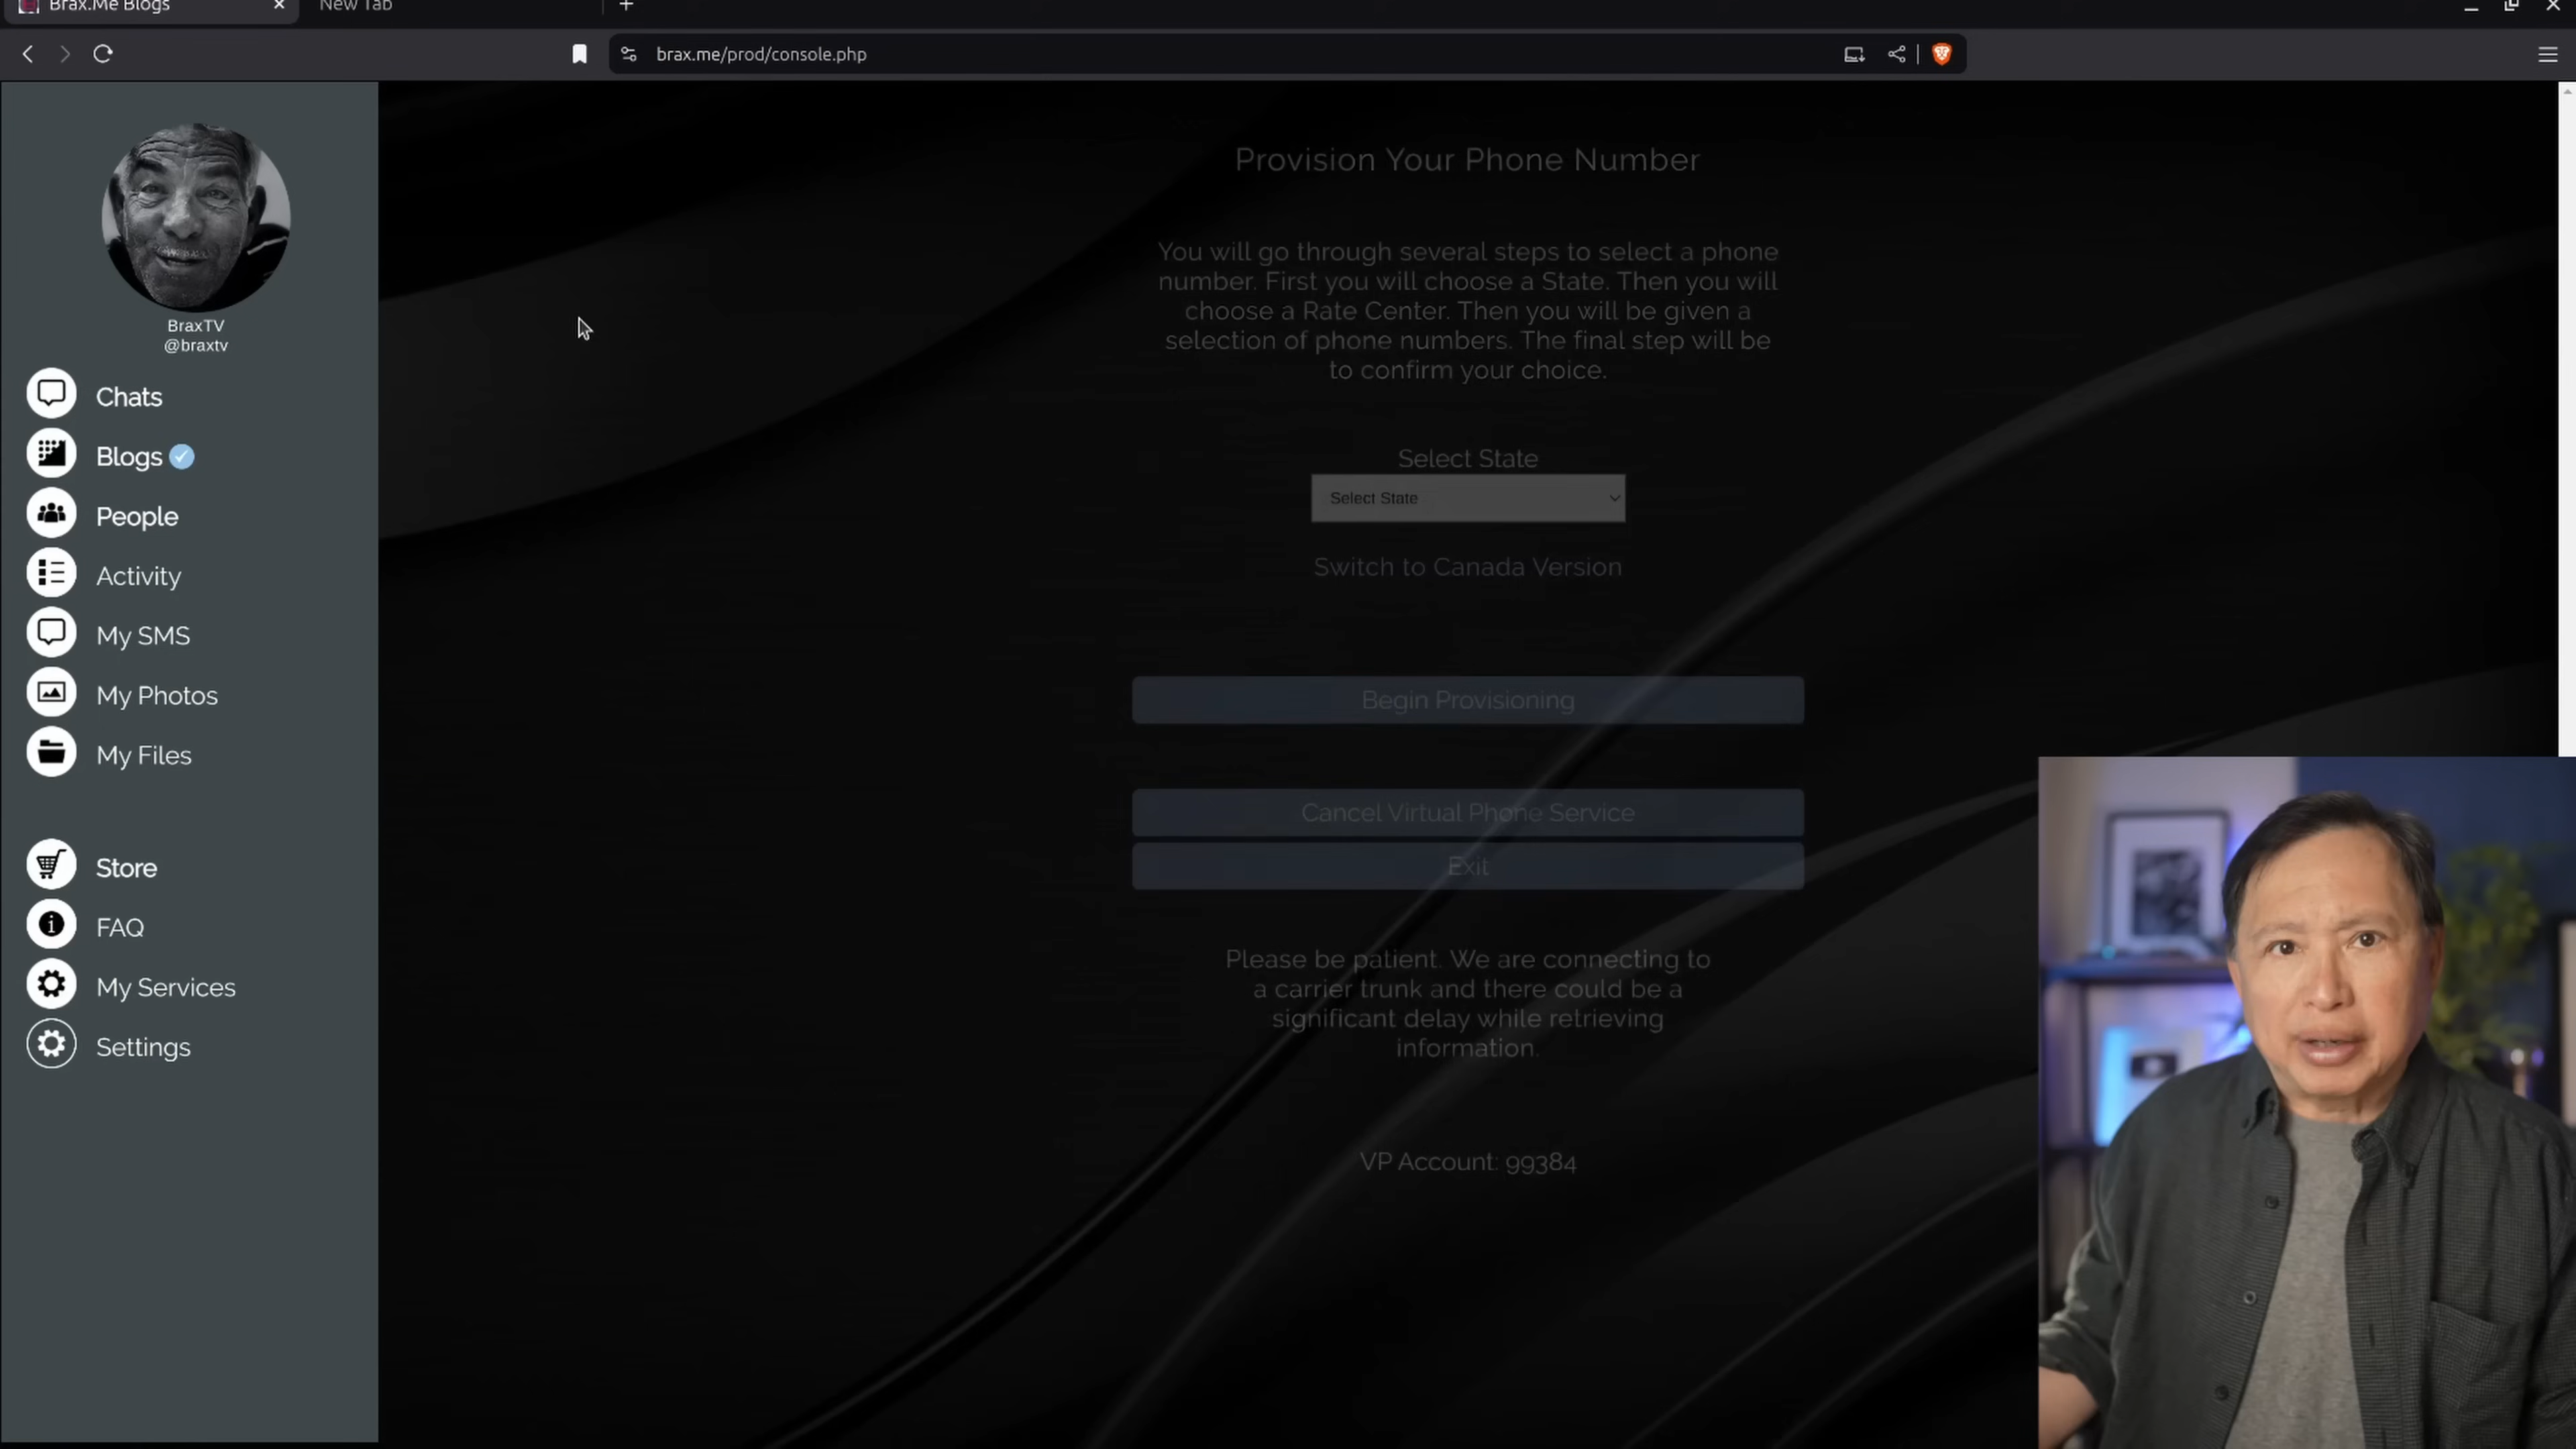 Brax.Me Blogs
New Tab
brax.me/prod/console.php
BraxTV
@braxtv
Chats
Blogs
People
Activity
My SMS
My Photos
My Files
Store
FAQ
My Services
Settings
Provision Your Phone Number
You will go through several steps to select a phone
number. First you will choose a State. Then you will
choose a Rate Center. Then you will be given a
selection of phone numbers. The final step will be
to confirm your choice.
Select State
Select State
Switch to Canada Version
Begin Provisioning
Cancel Virtual Phone Service
Exit
Please be patient. We are connecting to
a carrier trunk and there could be a
significant delay while retrieving
information.
VP Account: 99384